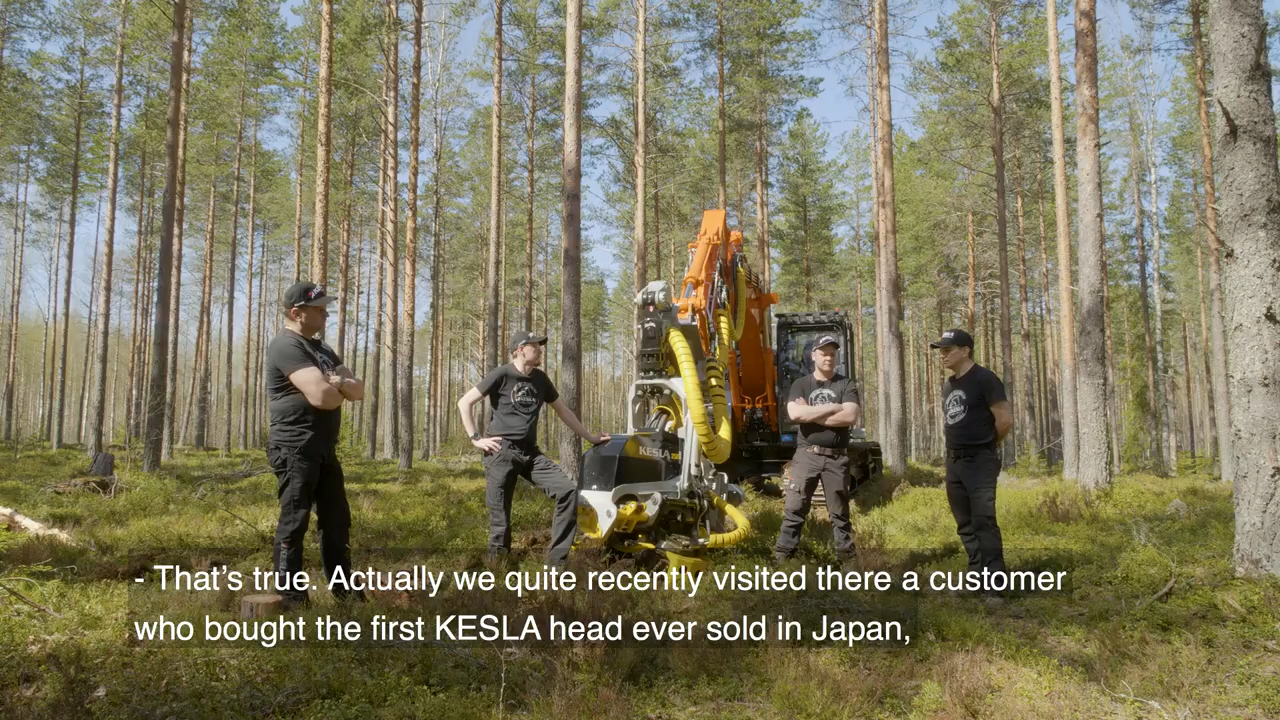 KESLA
- That’s true. Actually we quite recently visited there a customer
who bought the first KESLA head ever sold in Japan,